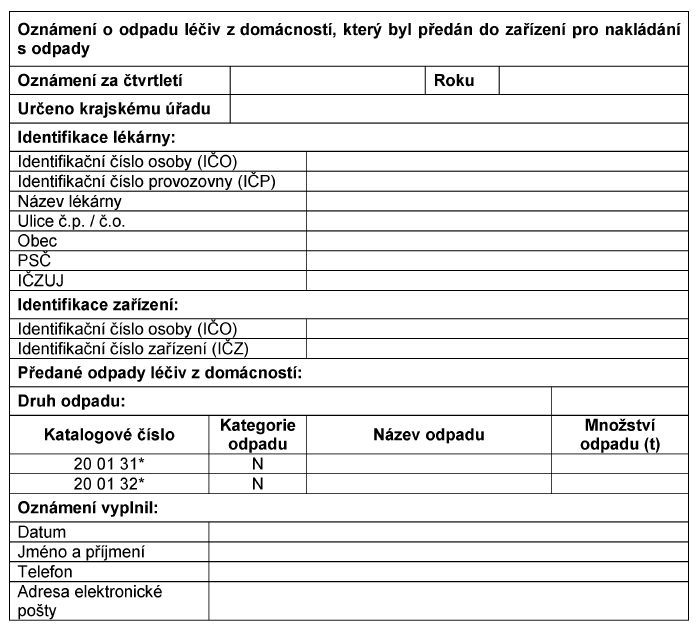 Oznámení o odpadu léčiv z domácností, který byl předán do zařízení pro nakládání
s odpady
Oznámení za čtvrtletí Roku
Určeno krajskému úřadu
Identifikace lékárny:
Identifikační číslo osoby (IČO)
Identifikační číslo provozovny (IČP)
Název lékárny
Ulice č.p. / č.o.
Obec
PSČ
IČZUJ
Identifikace zařízení:
Identifikační číslo osoby (IČO)
Identifikační číslo zařízení (IČZ)
Předané odpady léčiv z domácností:
Druh odpadu:
Katalogové číslo Kategorie odpadu Název odpadu Množství odpadu (t)
20 01 31* N
20 01 32* N
Oznámení vyplnil:
Datum
Jméno a příjmení
Telefon
Adresa elektronické
pošty